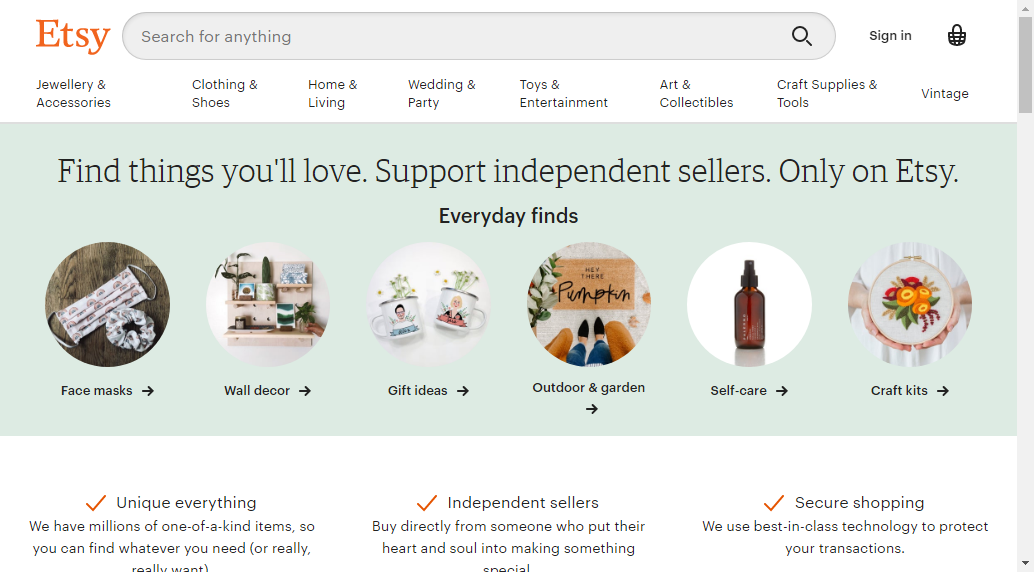 Etsy
Search for anything
Sign in
Jewellery &
Accessories
Clothing &
Shoes
Home &
Living
Wedding &
Party
Toys &
Entertainment
Art &
Collectibles
Craft Supplies &
Tools
Vintage
Find things you'll love. Support independent sellers. Only on Etsy.
Everyday finds
HEY
THERE
Pumpkin
Face masks
Wall decor
Gift ideas
Outdoor & garden
Self-care
Craft kits
Unique everything
We have millions of one-of-a-kind items, so
you can find whatever you need (or really,
really want).
Independent sellers
Buy directly from someone who put their
heart and soul into making something
special.
Secure shopping
We use best-in-class technology to protect
your transactions.